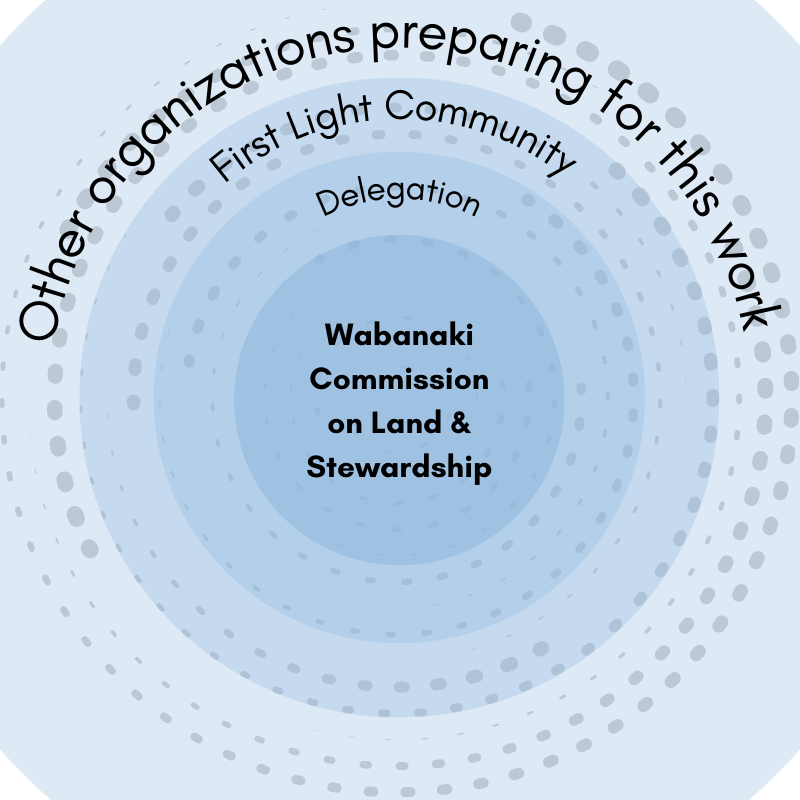 Other organizations preparing for this work
First Light Community
Delegation
Wabanaki
Commission
on Land &
Stewardship